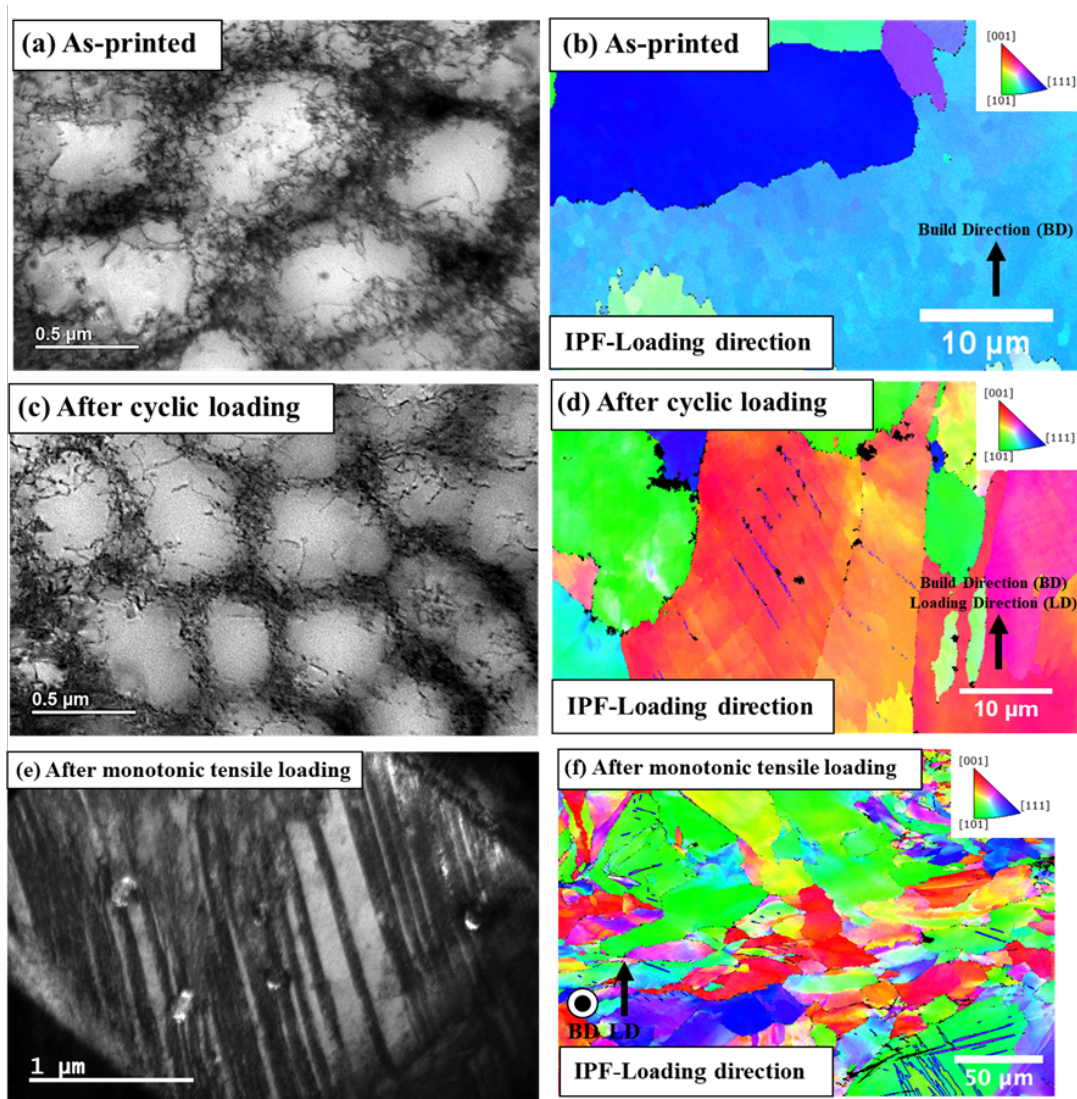 (a) As-printed
0.5 µm
(b) As-printed
[001]
[111]
[101]
Build Direction (BD)
10 µm
IPF-Loading direction
(c) After cyclic loading
0.5 µm
(d) After cyclic loading
[001]
[111]
[101]
Build Direction (BD)
Loading Direction (LD)
10 µm
IPF-Loading direction
(e) After monotonic tensile loading
1 µm
(f) After monotonic tensile loading
[001]
[111]
[101]
BD LD
50 µm
IPF-Loading direction